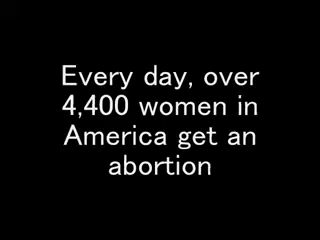 Every day, over
4,400 women in
America get an
abortion